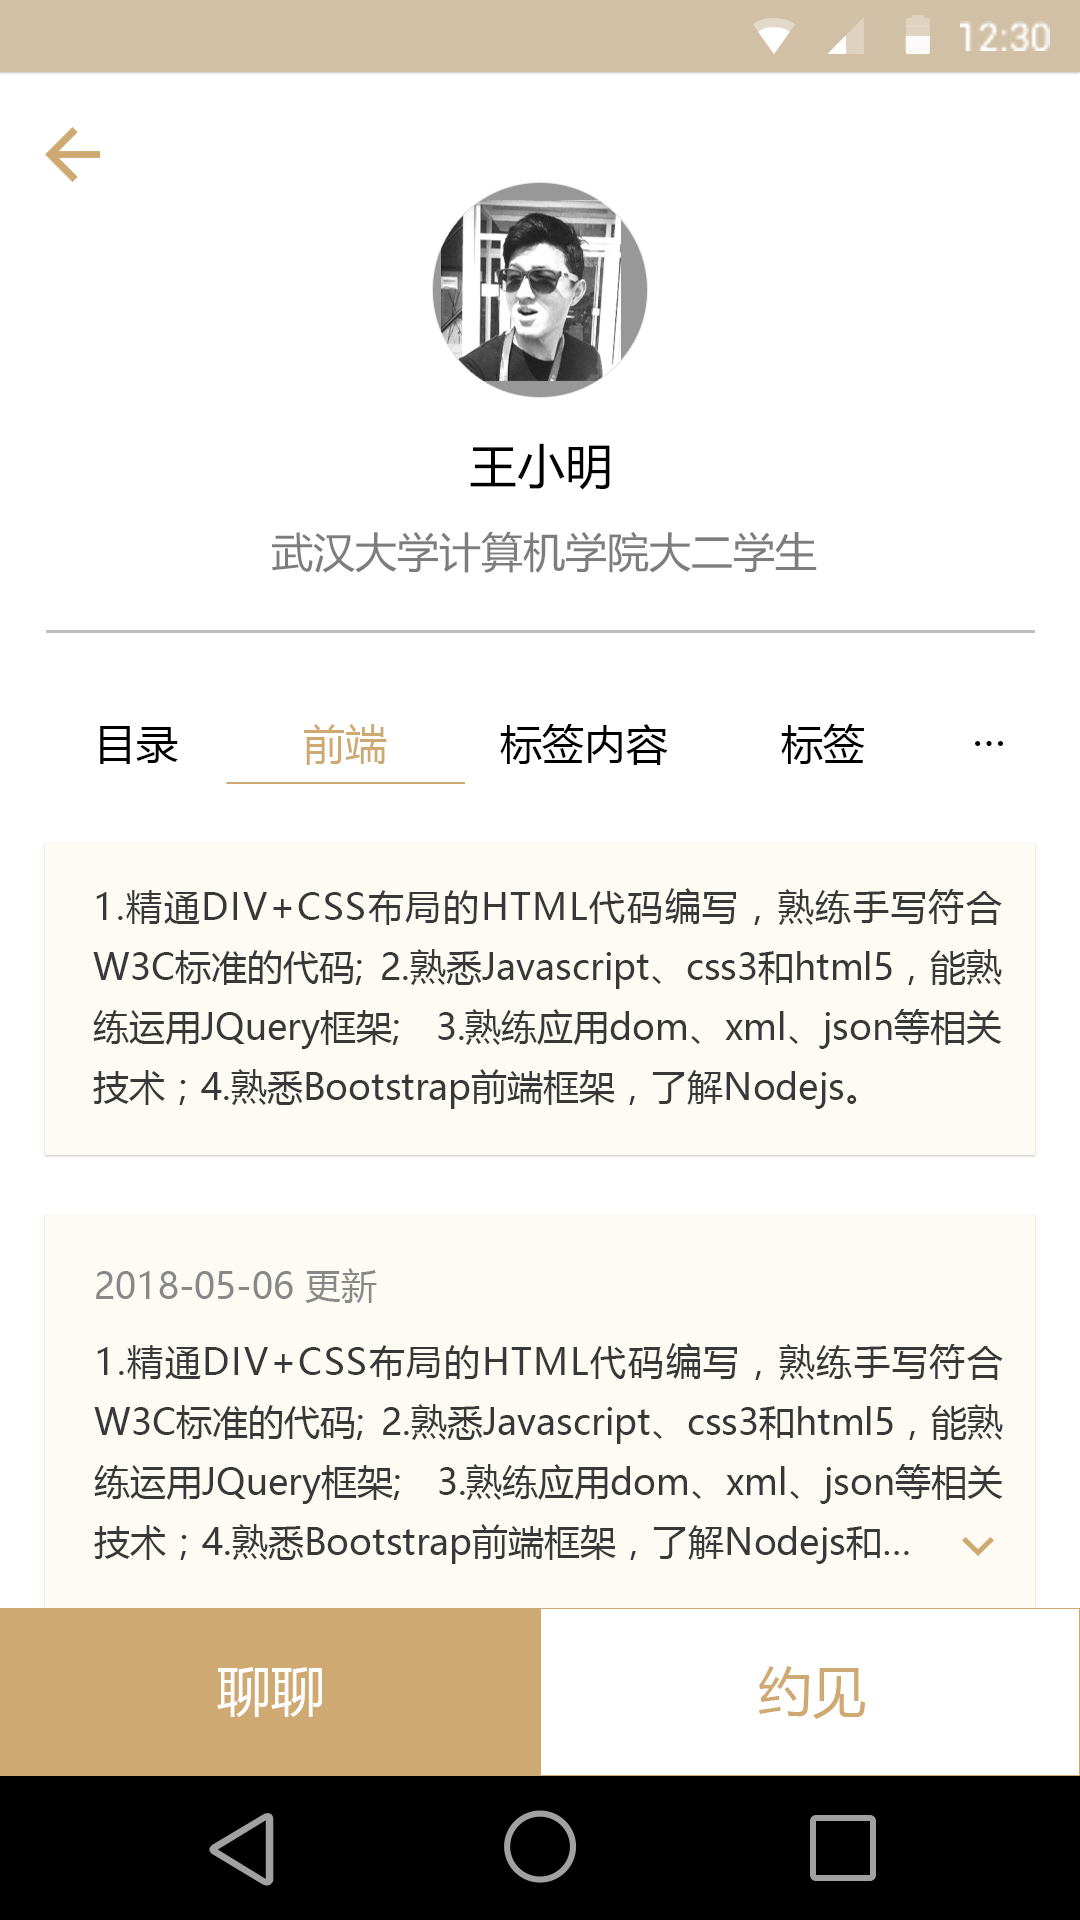 12:30
王小明
武汉大学计算机学院大二学生
目录 前端 标签内容 标签 ···
1.精通DIV+CSS布局的HTML代码编写，熟练手写符合
W3C标准的代码; 2.熟悉Javascript、css3和html5，能熟
练运用JQuery框架; 3.熟练应用dom、xml、json等相关
技术；4.熟悉Bootstrap前端框架，了解Nodejs。
2018-05-06 更新
1.精通DIV+CSS布局的HTML代码编写，熟练手写符合
W3C标准的代码; 2.熟悉Javascript、css3和html5，能熟
练运用JQuery框架; 3.熟练应用dom、xml、json等相关
技术；4.熟悉Bootstrap前端框架，了解Nodejs和...
聊聊 约见